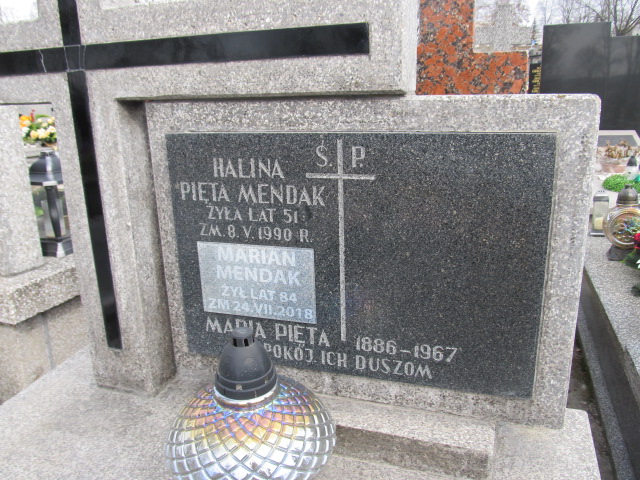 Ś. P.
HALINA
PIĘTA MENDAK
ŻYŁA LAT 51
ZM. 8. V. 1990 R.
MARIAN
MENDAK
ŻYŁ LAT 84
ZM 24.VII.2018
MARIA PIĘTA 1886-1967
POKÓJ ICH DUSZOM